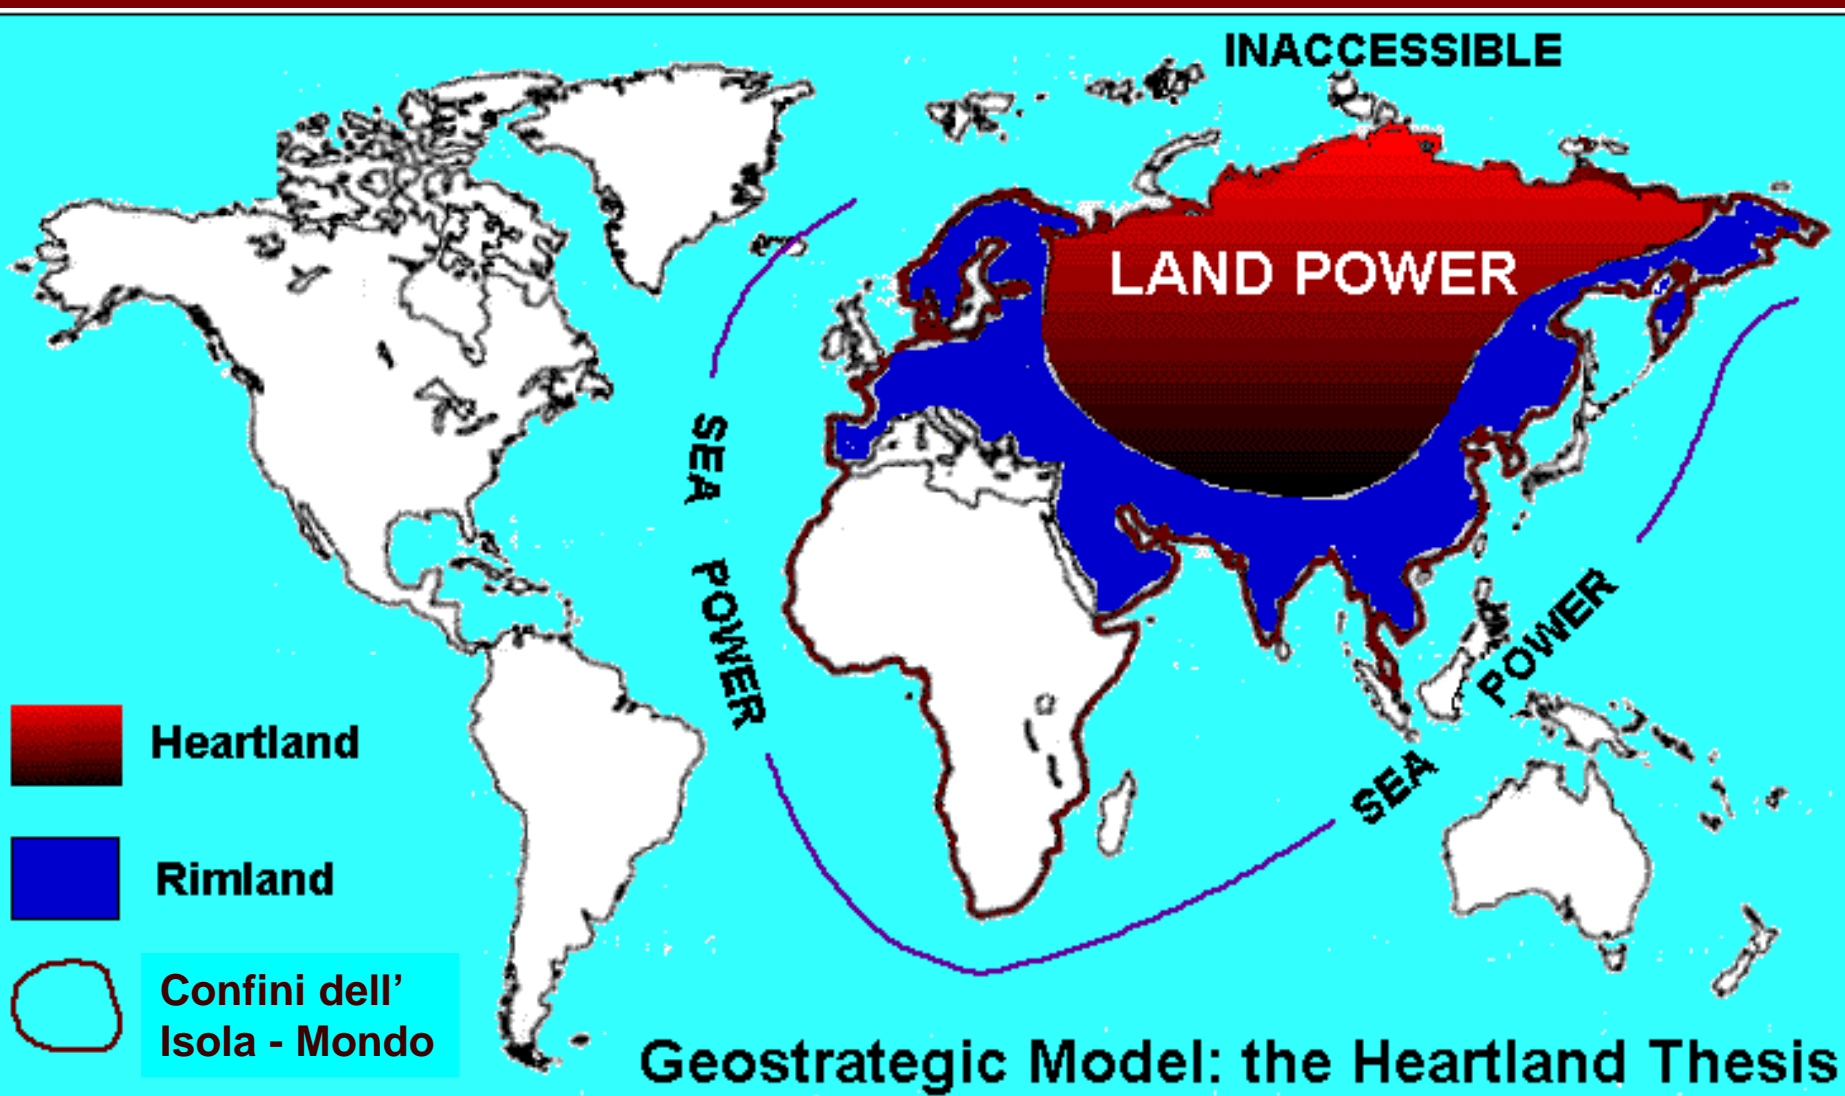 INACCESSIBLE
LAND POWER
SEA POWER
SEA POWER
Heartland
Rimland
Confini dell’
Isola - Mondo
Geostrategic Model: the Heartland Thesis